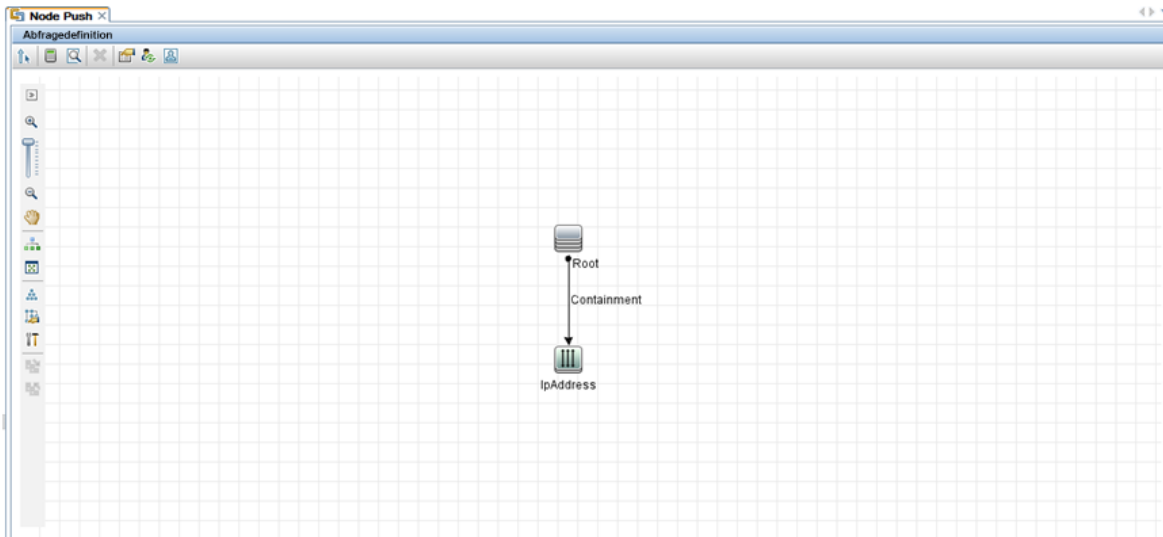 Node Push
Abfragedefinition
Root
Containment
IpAddress